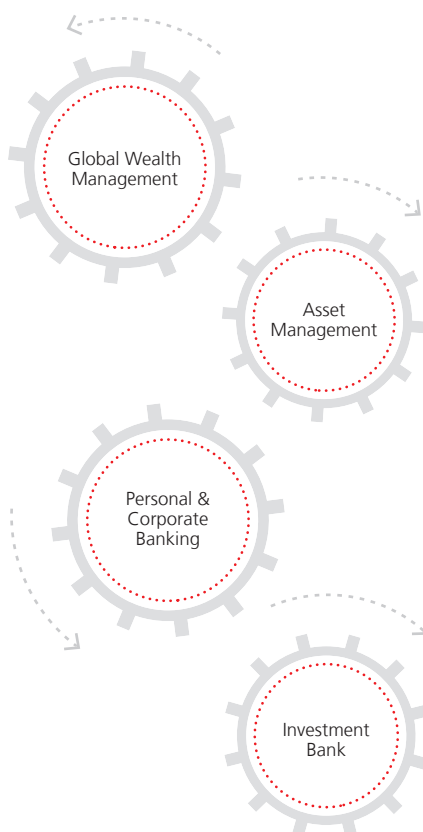 Global Wealth
Management
Asset
Management
Personal &
Corporate
Banking
Investment
Bank